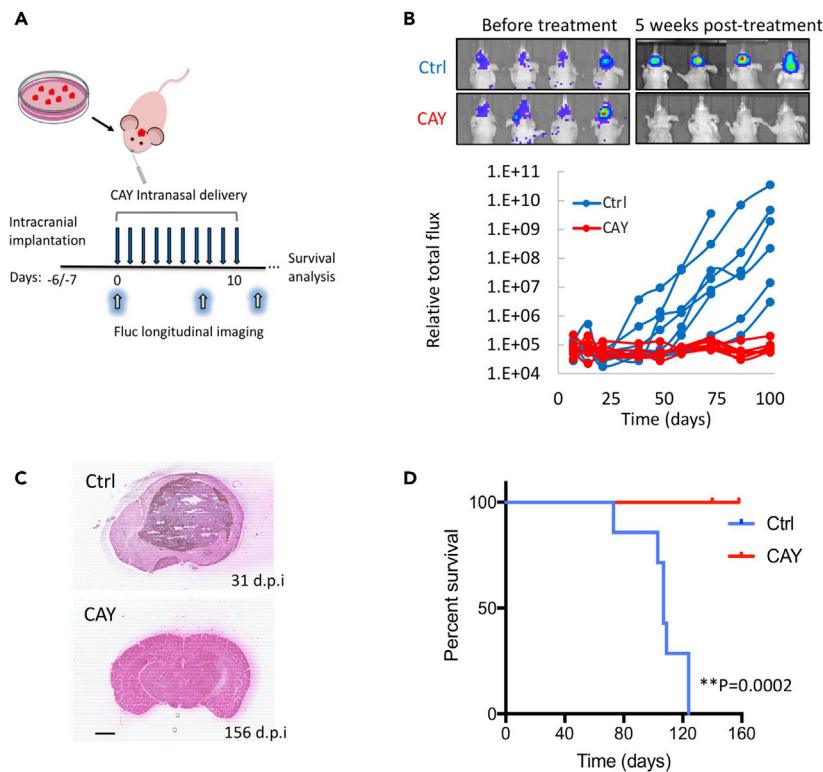 A
CAY Intranasal delivery
Intracranial
implantation
Days: -6/-7
0
10
Survival
analysis
Fluc longitudinal imaging
B
Before treatment
5 weeks post-treatment
Ctrl
CAY
Relative total flux
1.E+11
1.E+10
1.E+09
1.E+08
1.E+07
1.E+06
1.E+05
1.E+04
Ctrl
CAY
0 25 50 75 100
Time (days)
C
Ctrl
31 d.p.i
CAY
156 d.p.i
D
Percent survival
100
50
0
Ctrl
CAY
**P=0.0002
0 40 80 120 160
Time (days)